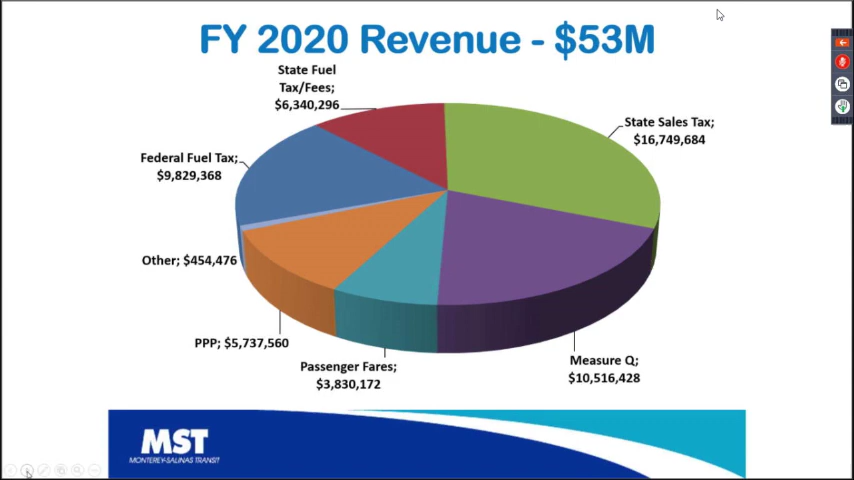 FY 2020 Revenue - $53M
State Fuel
Tax/Fees;
$6,340,296
State Sales Tax;
$16,749,684
Federal Fuel Tax;
$9,829,368
Other; $454,476
PPP; $5,737,560
Passenger Fares;
$3,830,172
Measure Q;
$10,516,428
MST
MONTEREY-SALINAS TRANSIT